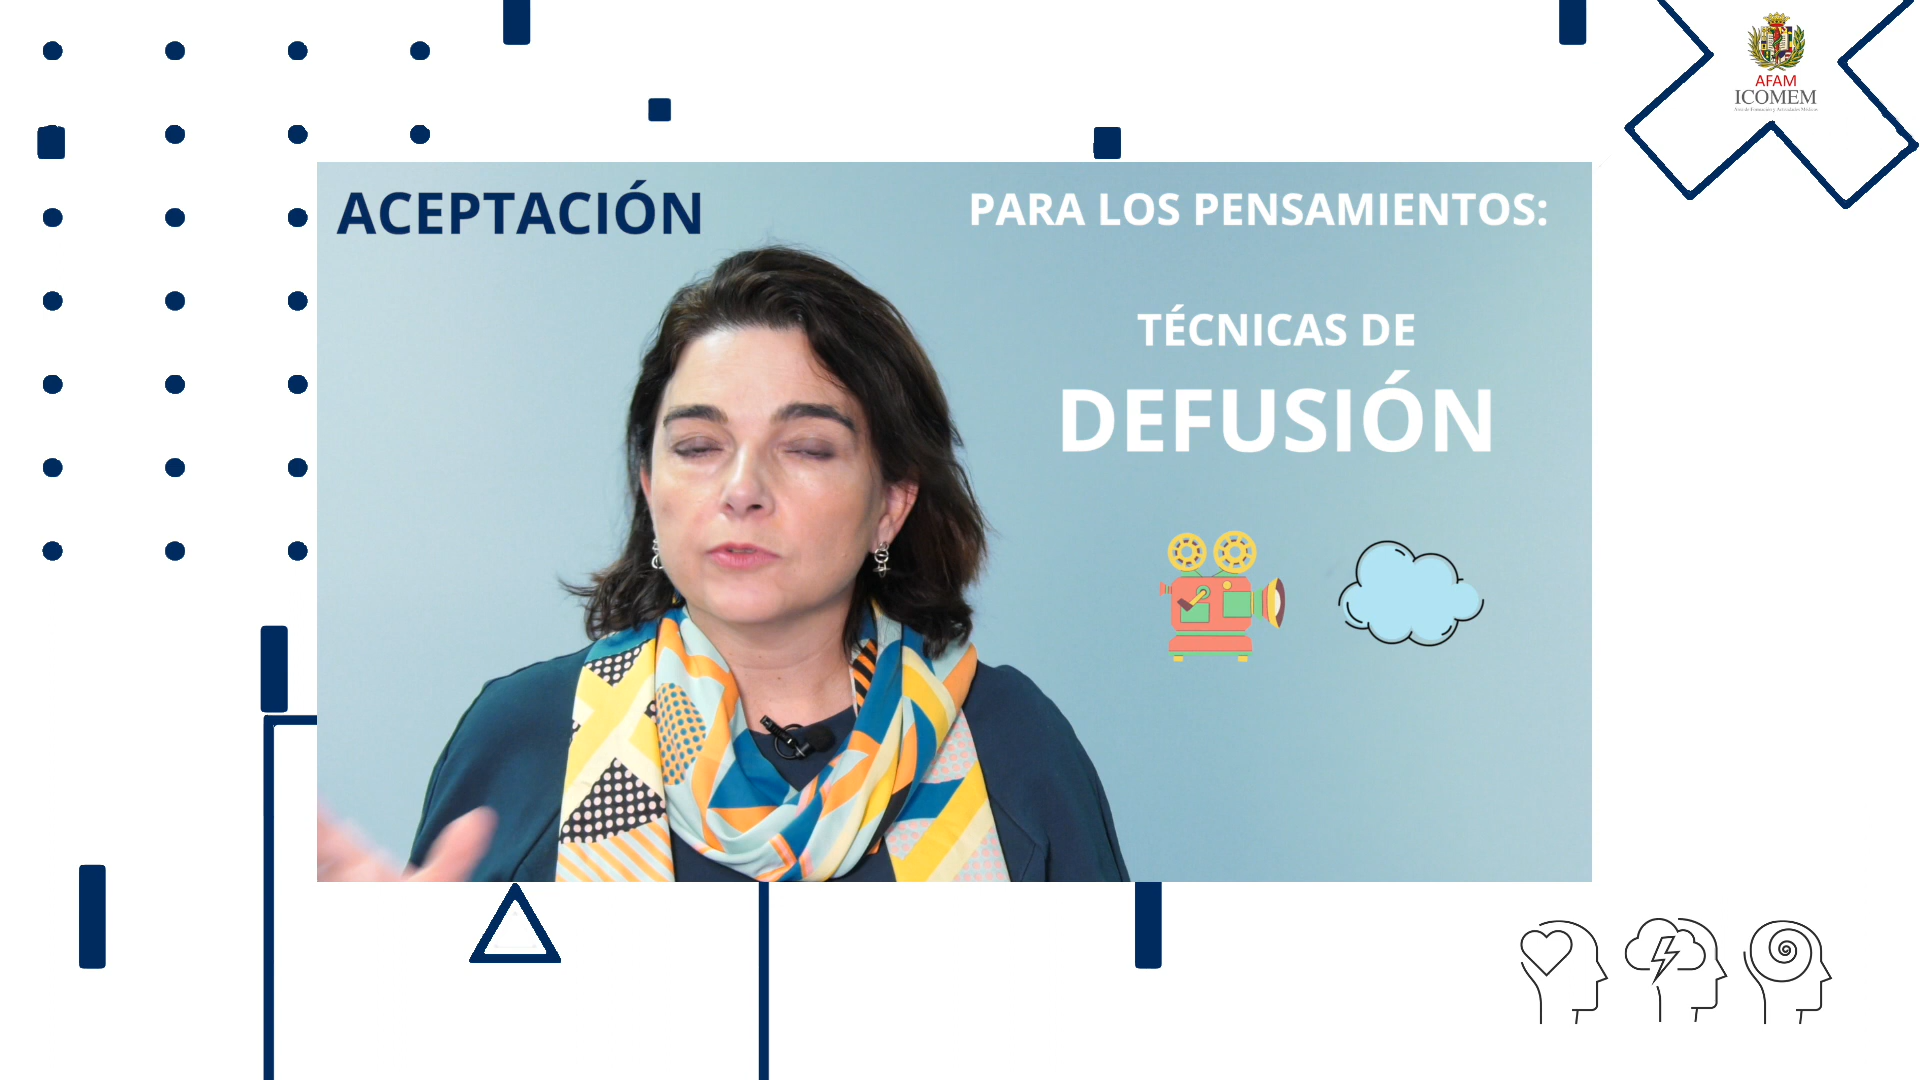 AFAM
ICOMEM
ACEPTACIÓN
PARA LOS PENSAMIENTOS:
TÉCNICAS DE
DEFUSIÓN